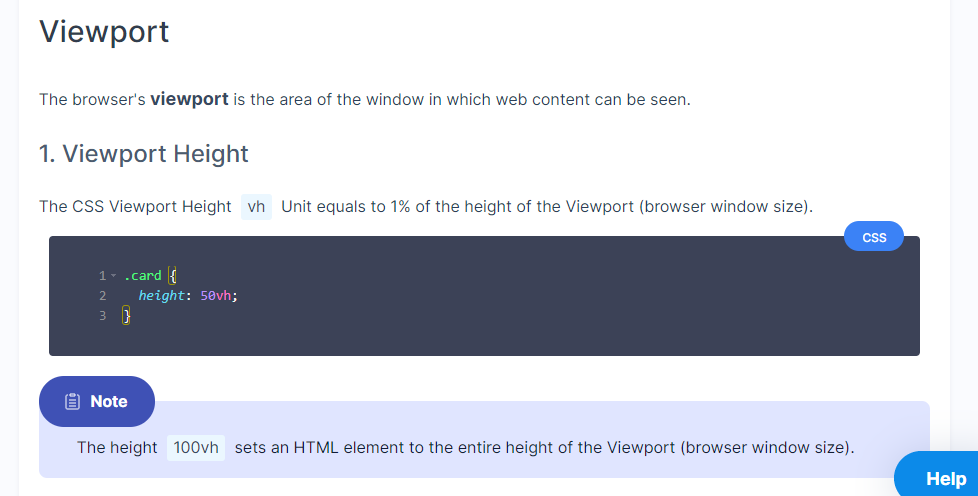 Viewport
The browser's viewport is the area of the window in which web content can be seen.
1. Viewport Height
The CSS Viewport Height vh Unit equals to 1% of the height of the Viewport (browser window size).
CSS
1 .card {
2 height: 50vh;
3 }
Note
The height 100vh sets an HTML element to the entire height of the Viewport (browser window size).
Help